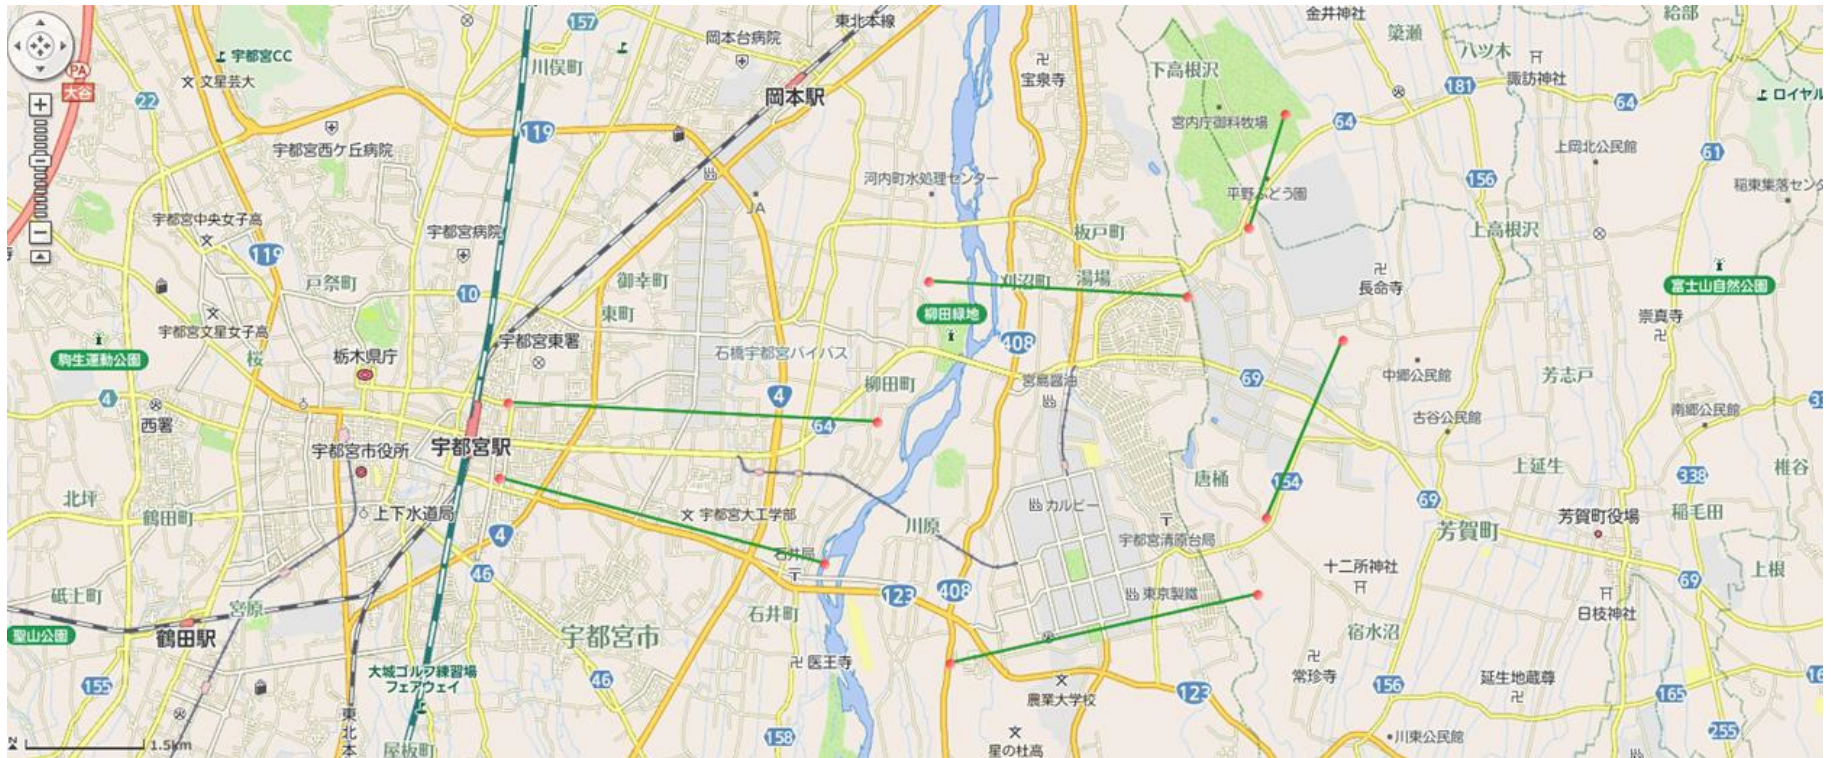 東北本線
金井神社
給部
157
簗瀬
宇都宮CC
岡本台病院
八ツ木
PA
大谷
文星芸大
川俣町
宝泉寺
下高根沢
諏訪神社
22
岡本駅
181
64
ロイヤル
119
宮内庁御料牧場
64
宇都宮西ケ丘病院
上岡北公民館
61
河内町水処理センター
156
平野ぶどう園
稲東集落セン
JA
宇都宮中央女子高
宇都宮病院
板戸町
上高根沢
119
戸祭町
御幸町
刈沼町
湯場
長命寺
富士山自然公園
10
東町
柳田緑地
崇真寺
宇都宮文星女子高
宇都宮東署
408
駒生運動公園
桜
栃木県庁
石橋宇都宮バイパス
柳田町
宮島醤油
69
中郷公民館
芳志戸
4
4
西署
64
古谷公民館
南郷公民館
宇都宮駅
宇都宮市役所
唐桶
上延生
338
椎谷
北坪
154
鶴田町
上下水道局
宇都宮大工学部
川原
カルビー
69
芳賀町
芳賀町役場
稲毛田
4
石井局
宇都宮清原台局
46
十二所神社
69
上根
砥上町
宮原
123
408
東京製鐵
石井町
日枝神社
聖山公園
鶴田駅
宇都宮市
宿水沼
医王寺
大城ゴルフ練習場
フェアウェイ
常珍寺
延生地蔵尊
155
46
農業大学校
123
156
165
東北本
255
158
川東公民館
1.5km
屋板町
星の杜高